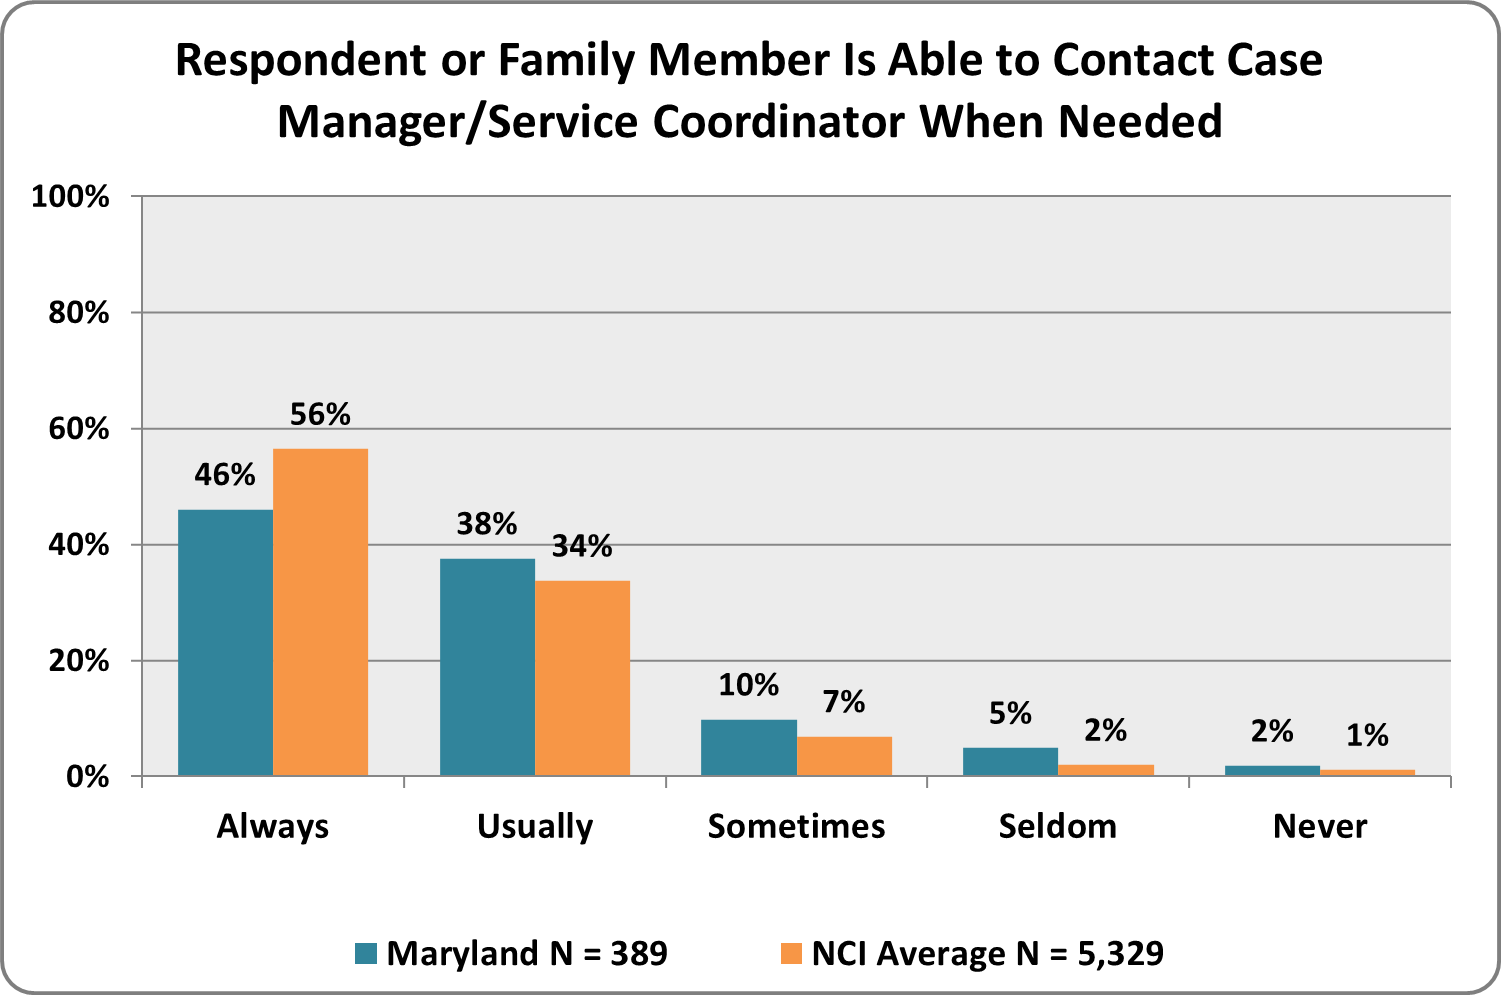 Respondent or Family Member Is Able to Contact Case
Manager/Service Coordinator When Needed
100%
80%
60%
40%
20%
0%
46%
56%
38%
34%
10%
7%
5%
2%
2%
1%
Always
Usually
Sometimes
Seldom
Never
Maryland N = 389
NCI Average N = 5,329